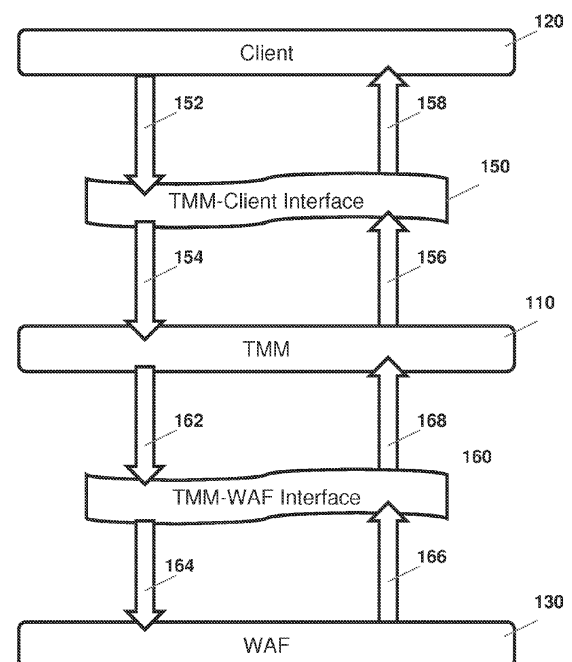 120
Client
152
158
150
TMM-Client Interface
154
156
110
TMM
162
168
160
TMM-WAF Interface
164
166
130
WAF